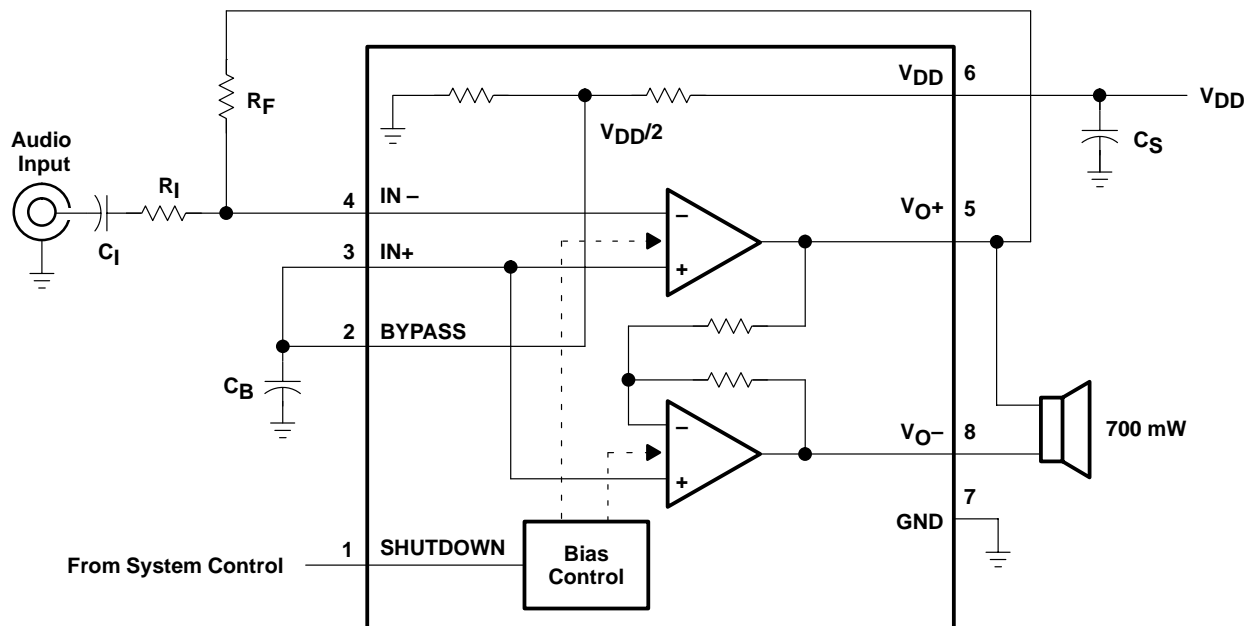 V_DD 6
V_DD
R_F
V_DD/2
C_S
Audio
Input
R_I
4 IN −
V_O+ 5
C_I
3 IN+
2 BYPASS
C_B
V_O− 8
700 mW
7
GND
1 SHUTDOWN
From System Control
Bias
Control
−
+
−
+